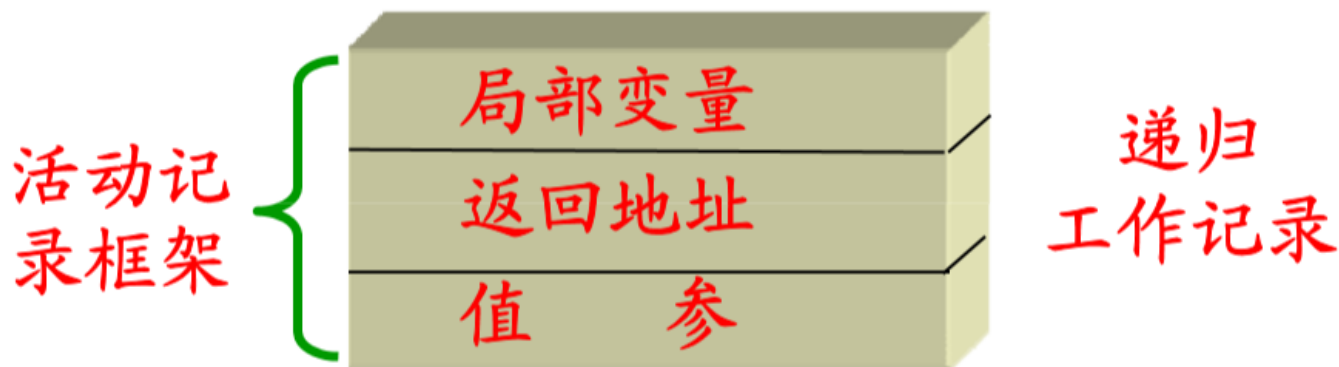 活动记
录框架
局部变量
返回地址
值 参
递归
工作记录